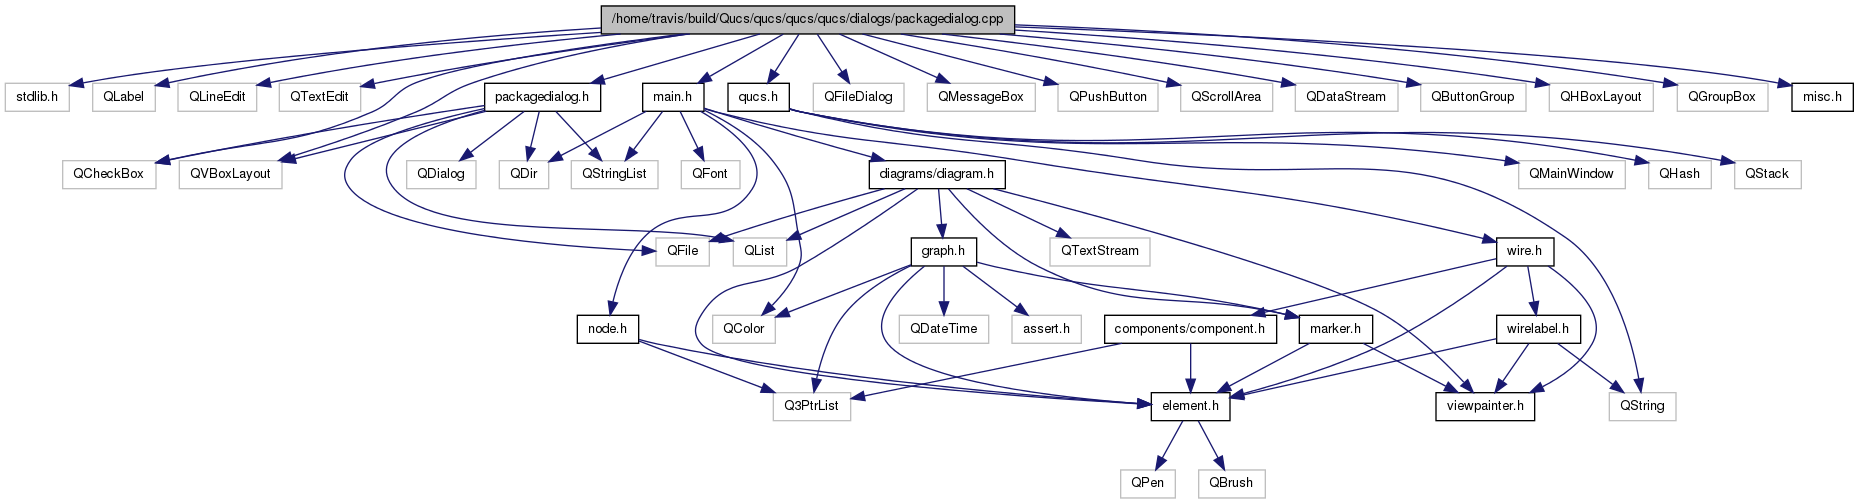 /home/travis/build/Qucs/qucs/qucs/qucs/dialogs/packagedialog.cpp
stdlib.h
QLabel
QLineEdit
QTextEdit
packagedialog.h
main.h
qucs.h
QFileDialog
QMessageBox
QPushButton
QScrollArea
QDataStream
QButtonGroup
QHBoxLayout
QGroupBox
misc.h
QCheckBox
QVBoxLayout
QDialog
QDir
QStringList
QFont
diagrams/diagram.h
QMainWindow
QHash
QStack
QFile
QList
graph.h
QTextStream
wire.h
node.h
QColor
QDateTime
assert.h
components/component.h
marker.h
wirelabel.h
Q3PtrList
element.h
viewpainter.h
QString
QPen
QBrush